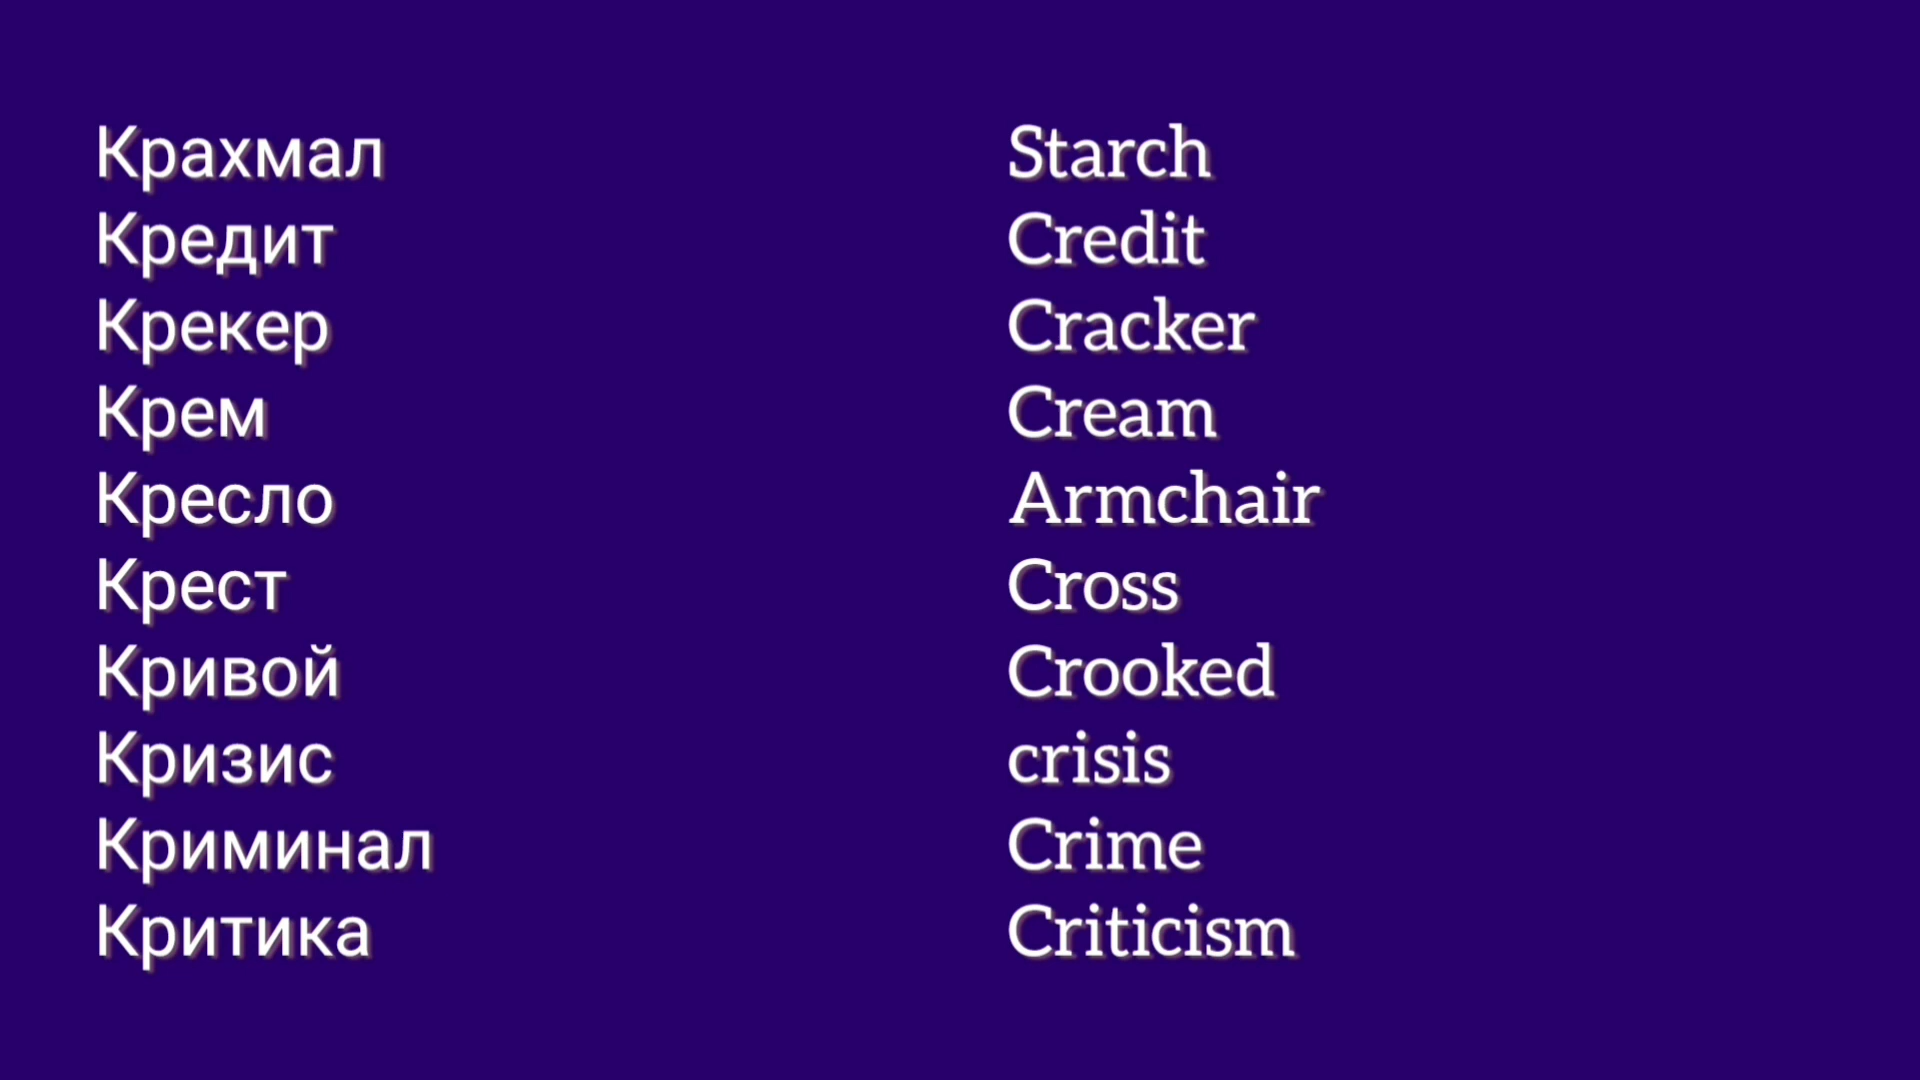 Крахмал Starch
Кредит Credit
Крекер Cracker
Крем Cream
Кресло Armchair
Крест Cross
Кривой Crooked
Кризис crisis
Криминал Crime
Критика Criticism